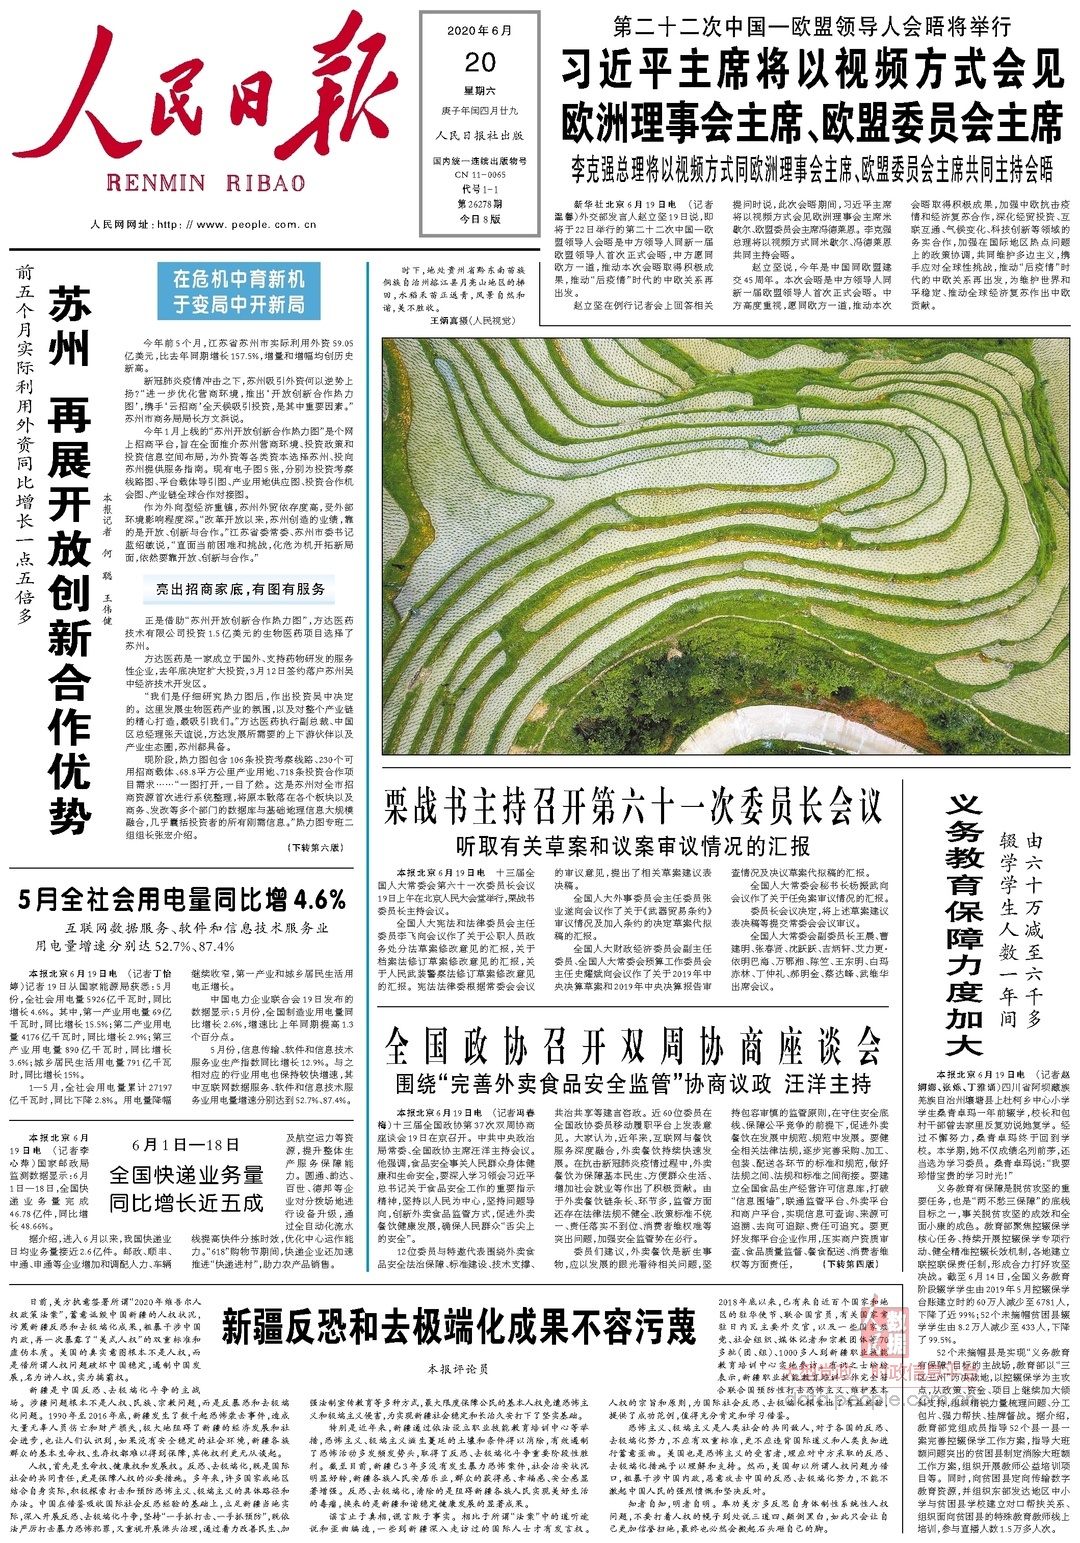 人民日报
RENMIN RIBAO
人民网网址:http://www.people.com.cn
2020年6月
20
星期六
庚子年闰四月廿九
人民日报社出版
国内统一连续出版物号
CN 11-0065
代号1-1
第26278期
今日8版
第二十二次中国—欧盟领导人会晤将举行
习近平主席将以视频方式会见
欧洲理事会主席、欧盟委员会主席
李克强总理将以视频方式同欧洲理事会主席、欧盟委员会主席共同主持会晤
新华社北京6月19日电 (记者
温馨)外交部发言人赵立坚19日说,即
将于22日举行的第二十二次中国—欧
盟领导人会晤是中方领导人同新一届
欧盟领导人首次正式会晤,中方愿同
欧方一道,推动本次会晤取得积极成
果,推动“后疫情”时代的中欧关系再
出发。
赵立坚在例行记者会上回答相关
提问时说,此次会晤期间,习近平主席
将以视频方式会见欧洲理事会主席米
歇尔、欧盟委员会主席冯德莱恩。李克强
总理将以视频方式同米歇尔、冯德莱恩
共同主持会晤。
赵立坚说,今年是中国同欧盟建
交45周年。本次会晤是中方领导人同
新一届欧盟领导人首次正式会晤。中
方高度重视,愿同欧方一道,推动本次
会晤取得积极成果,加强中欧抗击疫
情和经济复苏合作,深化经贸投资、互
联互通、气候变化、科技创新等领域的
务实合作,加强在国际地区热点问题
上的政策协调,共同维护多边主义,携
手应对全球性挑战,推动“后疫情”时
代的中欧关系再出发,为维护世界和
平稳定、推动全球经济复苏作出中欧
贡献。
前五个月实际利用外资同比增长一点五倍多
苏州 再展开放创新合作优势
本报记者 何聪 王伟健
在危机中育新机
于变局中开新局
今年前5个月,江苏省苏州市实际利用外资59.05
亿美元,比去年同期增长157.5%,增量和增幅均创历史
新高。
新冠肺炎疫情冲击之下,苏州吸引外资何以逆势上
扬?“进一步优化营商环境,推出‘开放创新合作热力
图’,携手‘云招商’全天候吸引投资,是其中重要因素。”
苏州市商务局局长方文浜说。
今年1月上线的“苏州开放创新合作热力图”是个网
上招商平台,旨在全面推介苏州营商环境、投资政策和
投资信息空间布局,为外资等各类资本选择苏州、投向
苏州提供服务指南。现有电子图5张,分别为投资考察
线路图、平台载体导引图、产业用地供应图、投资合作机
会图、产业链全球合作对接图。
作为外向型经济重镇,苏州外贸依存度高,受外部
环境影响程度深。“改革开放以来,苏州创造的业绩,靠
的是开放、创新与合作。”江苏省委常委、苏州市委书记
蓝绍敏说,“直面当前困难和挑战,化危为机开拓新局
面,依然要靠开放、创新与合作。”
亮出招商家底,有图有服务
正是借助“苏州开放创新合作热力图”,方达医药
技术有限公司投资1.5亿美元的生物医药项目选择了
苏州。
方达医药是一家成立于国外、支持药物研发的服务
性企业,去年底决定扩大投资,3月12日签约落户苏州吴
中经济技术开发区。
“我们是仔细研究热力图后,作出投资吴中决定
的。这里发展生物医药产业的氛围,以及对整个产业链
的精心打造,最吸引我们。”方达医药执行副总裁、中国
区总经理张天谊说,方达发展所需要的上下游伙伴以及
产业生态圈,苏州都具备。
现阶段,热力图包含106条投资考察线路、230个可
用招商载体、68.8平方公里产业用地、718条投资合作项
目需求……“一图打开,一目了然。这是苏州对全市招
商资源首次进行系统整理,将原本散落在各个板块以及
商务、发改等多个部门的数据库与基础地理信息大规模
融合,几乎囊括投资者的所有刚需信息。”热力图专班二
组组长张宏介绍。
(下转第六版)
时下,地处贵州省黔东南苗族
侗族自治州榕江县月亮山地区的梯
田,水稻禾苗正返青,风景自然和
谐,美不胜收。
王炳真摄(人民视觉)
5月全社会用电量同比增4.6%
互联网数据服务、软件和信息技术服务业
用电量增速分别达52.7%、87.4%
本报北京6月19日电 (记者丁怡
婷)记者19日从国家能源局获悉:5月
份,全社会用电量5926亿千瓦时,同比
增长4.6%。其中,第一产业用电量69亿
千瓦时,同比增长15.5%;第二产业用电
量4176亿千瓦时,同比增长2.9%;第三
产业用电量890亿千瓦时,同比增长
3.6%;城乡居民生活用电量791亿千瓦
时,同比增长15%。
1—5月,全社会用电量累计27197
亿千瓦时,同比下降2.8%。用电量降幅
继续收窄,第一产业和城乡居民生活用
电正增长。
中国电力企业联合会19日发布的
数据显示:5月份,全国制造业用电量同
比增长2.6%,增速比上年同期提高1.3
个百分点。
5月份,信息传输、软件和信息技术
服务业生产指数同比增长12.9%。与之
相对应的行业用电也保持较快增速,其
中互联网数据服务、软件和信息技术服
务业用电量增速分别达到52.7%、87.4%。
6月1日—18日
全国快递业务量
同比增长近五成
本报北京6月
19日电 (记者李
心萍)国家邮政局
监测数据显示:6月
1日—18日,全国快
递业务量完成
46.78亿件,同比增
长48.66%。
据介绍,进入6月以来,我国快递业
日均业务量接近2.6亿件。邮政、顺丰、
中通、申通等企业增加和调配人力、车辆
及航空运力等资
源,提升整体生
产服务保障能
力。圆通、韵达、
百世、德邦等企
业对分拨场地进
行设备升级,通
过全自动化流水
线提高快件分拣时效,优化中心运作能
力。“618”购物节期间,快递企业还加速
推进“快递进村”,助力农产品销售。
栗战书主持召开第六十一次委员长会议
听取有关草案和议案审议情况的汇报
本报北京6月19日电 十三届全
国人大常委会第六十一次委员长会议
19日上午在北京人民大会堂举行,栗战书
委员长主持会议。
全国人大宪法和法律委员会主任
委员李飞向会议作了关于公职人员政
务处分法草案修改意见的汇报,关于
档案法修订草案修改意见的汇报,关
于人民武装警察法修订草案修改意见
的汇报。宪法法律委根据常委会会议
的审议意见,提出了相关草案建议表
决稿。
全国人大外事委员会主任委员张
业遂向会议作了关于《武器贸易条约》
审议情况及加入条约的决定草案代拟
稿的汇报。
全国人大财政经济委员会副主任
委员、全国人大常委会预算工作委员会
主任史耀斌向会议作了关于2019年中
央决算草案和2019年中央决算报告审
查情况及决议草案代拟稿的汇报。
全国人大常委会秘书长杨振武向
会议作了关于任免案审议情况的汇报。
委员长会议决定,将上述草案建议
表决稿等提交常委会会议审议。
全国人大常委会副委员长王晨、曹
建明、张春贤、沈跃跃、吉炳轩、艾力更·
依明巴海、万鄂湘、陈竺、王东明、白玛
赤林、丁仲礼、郝明金、蔡达峰、武维华
出席会议。
全国政协召开双周协商座谈会
围绕“完善外卖食品安全监管”协商议政 汪洋主持
本报北京6月19日电 (记者冯春
梅)十三届全国政协第37次双周协商
座谈会19日在京召开。中共中央政治
局常委、全国政协主席汪洋主持会议。
他强调,食品安全事关人民群众身体健
康和生命安全,要深入学习领会习近平
总书记关于食品安全工作的重要指示
精神,坚持以人民为中心,坚持问题导
向,创新外卖食品监管方式,促进外卖
餐饮健康发展,确保人民群众“舌尖上
的安全”。
12位委员与特邀代表围绕外卖食
品安全法治保障、标准建设、技术支撑、
共治共享等建言咨政。近60位委员在
全国政协委员移动履职平台上发表意
见。大家认为,近年来,互联网与餐饮
服务深度融合,外卖餐饮持续快速发
展。在抗击新冠肺炎疫情过程中,外卖
餐饮为保障基本民生、方便群众生活、
增加社会就业等作出了积极贡献。由
于外卖餐饮链条长、环节多,监管方面
还存在法律法规不健全、政策标准不统
一、责任落实不到位、消费者维权难等
突出问题,加强安全监管势在必行。
委员们建议,外卖餐饮是新生事
物,应以发展的眼光看待相关问题,坚
持包容审慎的监管原则,在守住安全底
线、保障公平竞争的前提下,促进外卖
餐饮在发展中规范、规范中发展。要健
全相关法律法规,逐步完善采购、加工、
包装、配送各环节的标准和规范,做好
法规之间、法规和标准之间衔接。要建
立全国食品生产经营许可信息库,打破
“信息围墙”,联通监管平台、外卖平台
和商户平台,实现信息可查询、来源可
追溯、去向可追踪、责任可追究。要更
好发挥平台企业作用,压实商户资质审
查、食品质量监督、餐食配送、消费者维
权等方面责任,
(下转第四版)
义务教育保障力度加大
由六十万减至六千多
辍学学生人数一年间
本报北京6月19日电 (记者赵
婀娜、张烁、丁雅诵)四川省阿坝藏族
羌族自治州壤塘县上杜柯乡中心小学
学生桑青卓玛一年前辍学,校长和包
村干部曾去家里反复劝说她复学。经
过不懈努力,桑青卓玛终于回到学
校。本学期,她不仅成绩名列前茅,还
当选为学习委员。桑青卓玛说:“我要
珍惜宝贵的学习时光!”
义务教育有保障是脱贫攻坚的重
要任务,也是“两不愁三保障”的底线
目标之一,事关脱贫攻坚的成效和全
面小康的成色。教育部聚焦控辍保学
核心任务、持续开展控辍保学专项行
动、健全精准控辍长效机制,各地建立
联控联保责任制,形成合力打好攻坚
决战。截至6月14日,全国义务教育
阶段辍学学生由2019年5月控辍保学
台账建立时的60万人减少至6781人,
下降了近99%;52个未摘帽贫困县辍
学学生由8.2万人减少至433人,下降
了99.5%。
52个未摘帽县是实现“义务教育
有保障”目标的主战场,教育部以“三
区三州”为决战地,以控辍保学为主攻
点,从政策、资金、项目上继续加大倾
斜支持,组织精锐力量梳理问题、分工
包片、强力帮扶、挂牌督战。据介绍,
教育部党组成员指导52个县一县一
案完善控辍保学工作方案,指导大班
额问题突出的贫困县制定消除大班额
工作方案,组织开展教师公益培训项
目等。同时,向贫困县定向传输数字
教育资源,并组织东部发达地区中小
学与贫困县学校建立对口帮扶关系、
组织面向贫困县的特殊教育教师线上
培训,参与直播人数1.5万多人次。
新疆反恐和去极端化成果不容污蔑
本报评论员
日前,美方执意签署所谓“2020年维吾尔人
权政策法案”,蓄意诋毁中国新疆的人权状况,
污蔑新疆反恐和去极端化成果,粗暴干涉中国
内政,再一次暴露了“美式人权”的双重标准和
虚伪本质。美国的真实意图根本不是人权,而
是借所谓人权问题破坏中国稳定,遏制中国发
展,名为讲人权,实为搞霸权。
新疆是中国反恐、去极端化斗争的主战
场。涉疆问题根本不是人权、民族、宗教问题,而是反暴恐和去极端
化问题。1990年至2016年底,新疆发生了数千起恐怖袭击事件,造成
大量无辜人员伤亡和财产损失,极大地阻碍了新疆的经济发展和社
会进步,也让人们认识到,如果没有安全稳定的社会环境,新疆各族
群众的基本生命权、生存权都难以得到保障,其他权利更无从谈起。
人权,首先是生命权、健康权和发展权。反恐、去极端化,既是国际
社会的共同责任,更是保障人权的必要措施。多年来,许多国家或地区
结合自身实际,积极探索打击和预防恐怖主义、极端主义的具体路径和
办法。中国在借鉴吸收国际社会反恐经验的基础上,立足新疆当地实
际,深入开展反恐、去极端化斗争,坚持“一手抓打击、一手抓预防”,既依
法严厉打击暴力恐怖犯罪,又重视开展源头治理,通过着力改善民生、加
强法制宣传教育等多种方式,最大限度保障公民的基本人权免遭恐怖主
义和极端主义侵害,为实现新疆社会稳定和长治久安打下了坚实基础。
特别是近年来,新疆通过依法设立职业技能教育培训中心等举
措,恐怖主义、极端主义滋生蔓延的土壤和条件得以消除,有效遏制
了恐怖活动多发频发势头,取得了反恐、去极端化斗争重要阶段性胜
利。截至目前,新疆已3年多没有发生暴力恐怖案件,社会治安状况
明显好转,新疆各族人民安居乐业,群众的获得感、幸福感、安全感显
著增强。反恐、去极端化,清除的是阻碍新疆各族人民实现美好生活
的毒瘤,换来的是新疆和谐稳定健康发展的显著成果。
谎言止于真相,谎言败于事实。相比于所谓“法案”中的道听途
说和歪曲编造,一些到新疆深入走访过的国际人士才有发言权。
2018年底以来,已有来自近百个国家和地
区的驻华使节、联合国官员,有关国家常
驻日内瓦主要外交官,以及一些国家政
党、社会组织、媒体记者和宗教团体等70
多批(团、组)、1000多人到新疆职业技能
教育培训中心实地参访。有识之士纷纷
表示,新疆职业技能教育培训工作完全符
合联合国预防性打击恐怖主义、维护基本
人权的宗旨和原则,为国际社会反恐、去极端化探索出了有益经验,
提供了成功范例,值得充分肯定和学习借鉴。
恐怖主义、极端主义是人类社会的共同敌人,对于各国的反恐、
去极端化努力,不应有双重标准,更不应违背国际道义和人类良知进
行蓄意歪曲。美国也是恐怖主义的受害者,理应对中方采取的反恐、
去极端化措施予以理解和支持。然而,美国却以所谓人权问题为借
口,粗暴干涉中国内政,恶意攻击中国的反恐、去极端化努力,不能不
激起中国人民的强烈愤慨和坚决反对。
知者自知,明者自明。奉劝美方多反思自身体制性系统性人权
问题,不要打着人权的幌子到处说三道四、颠倒黑白,如此只会让自
己更加信誉扫地,最终也必然会搬起石头砸自己的脚。